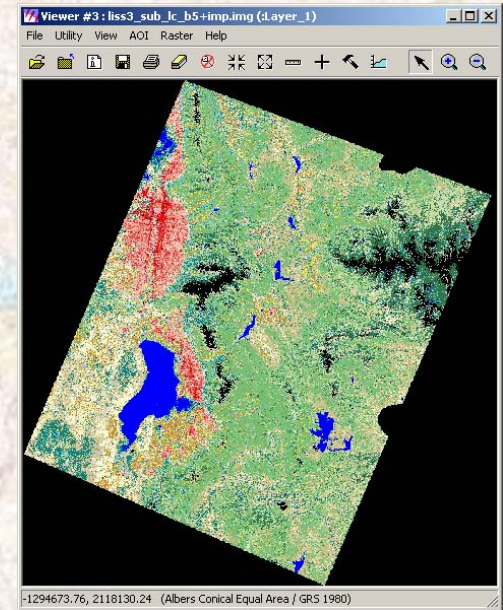 Viewer #3 : liss3_sub_lc_b5+imp.img (:Layer_1)
File Utility View AOI Raster Help
-1294673.76, 2118130.24 (Albers Conical Equal Area / GRS 1980)